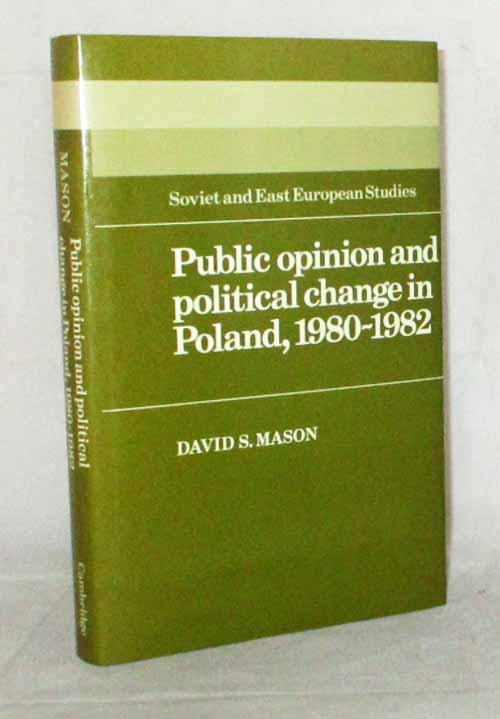 Soviet and East European Studies
Public opinion and
political change in
Poland, 1980-1982
DAVID S. MASON
MASON
Public opinion and political
change in Poland, 1980-1982
Cambridge